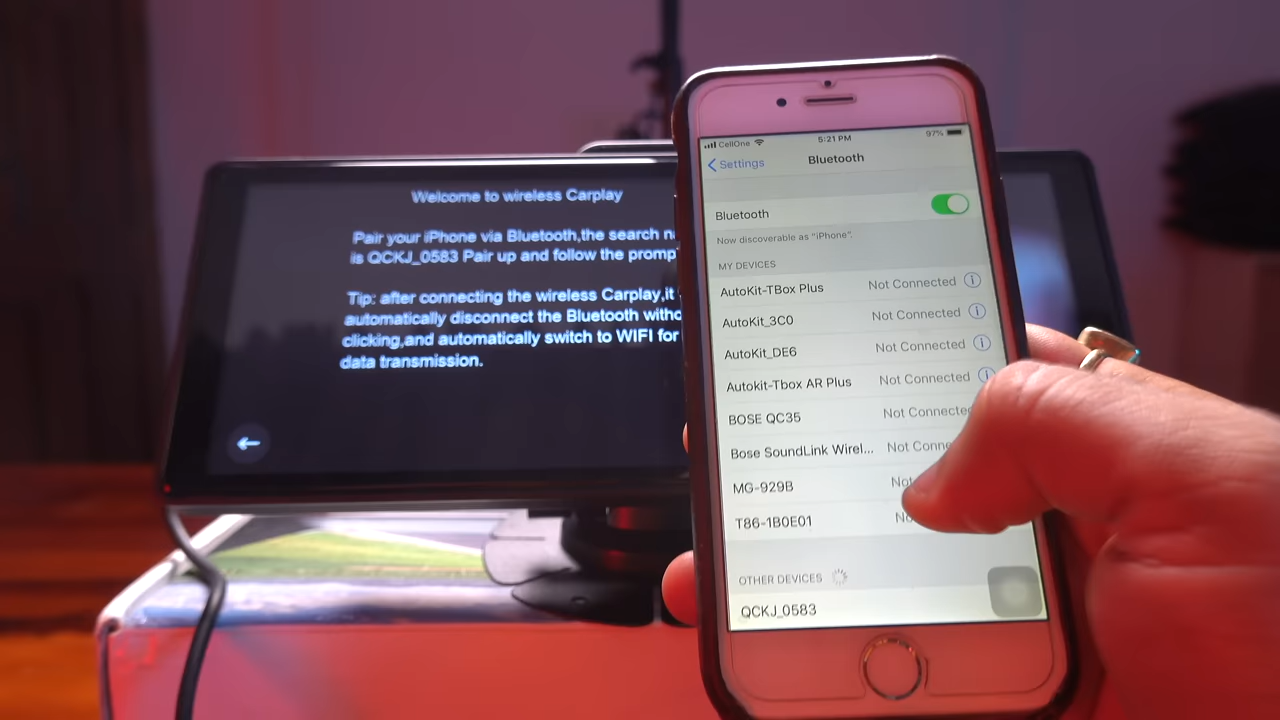 Welcome to wireless Carplay
Pair your iPhone via Bluetooth,the search
is QCKJ_0583 Pair up and follow the
Tip: after connecting the wireless Carplay,it
automatically disconnect the Bluetooth
clicking,and automatically switch to WIFI for
data transmission.
CellOne 5:21 PM 97%
Settings Bluetooth
Bluetooth
Now discoverable as "iPhone".
MY DEVICES
AutoKit-TBox Plus Not Connected
AutoKit_3C0 Not Connected
AutoKit_DE6 Not Connected
Autokit-Tbox AR Plus Not Connected
BOSE QC35 Not Connected
Bose SoundLink Wirel... Not
MG-929B
T86-1B0E01
OTHER DEVICES
QCKJ_0583